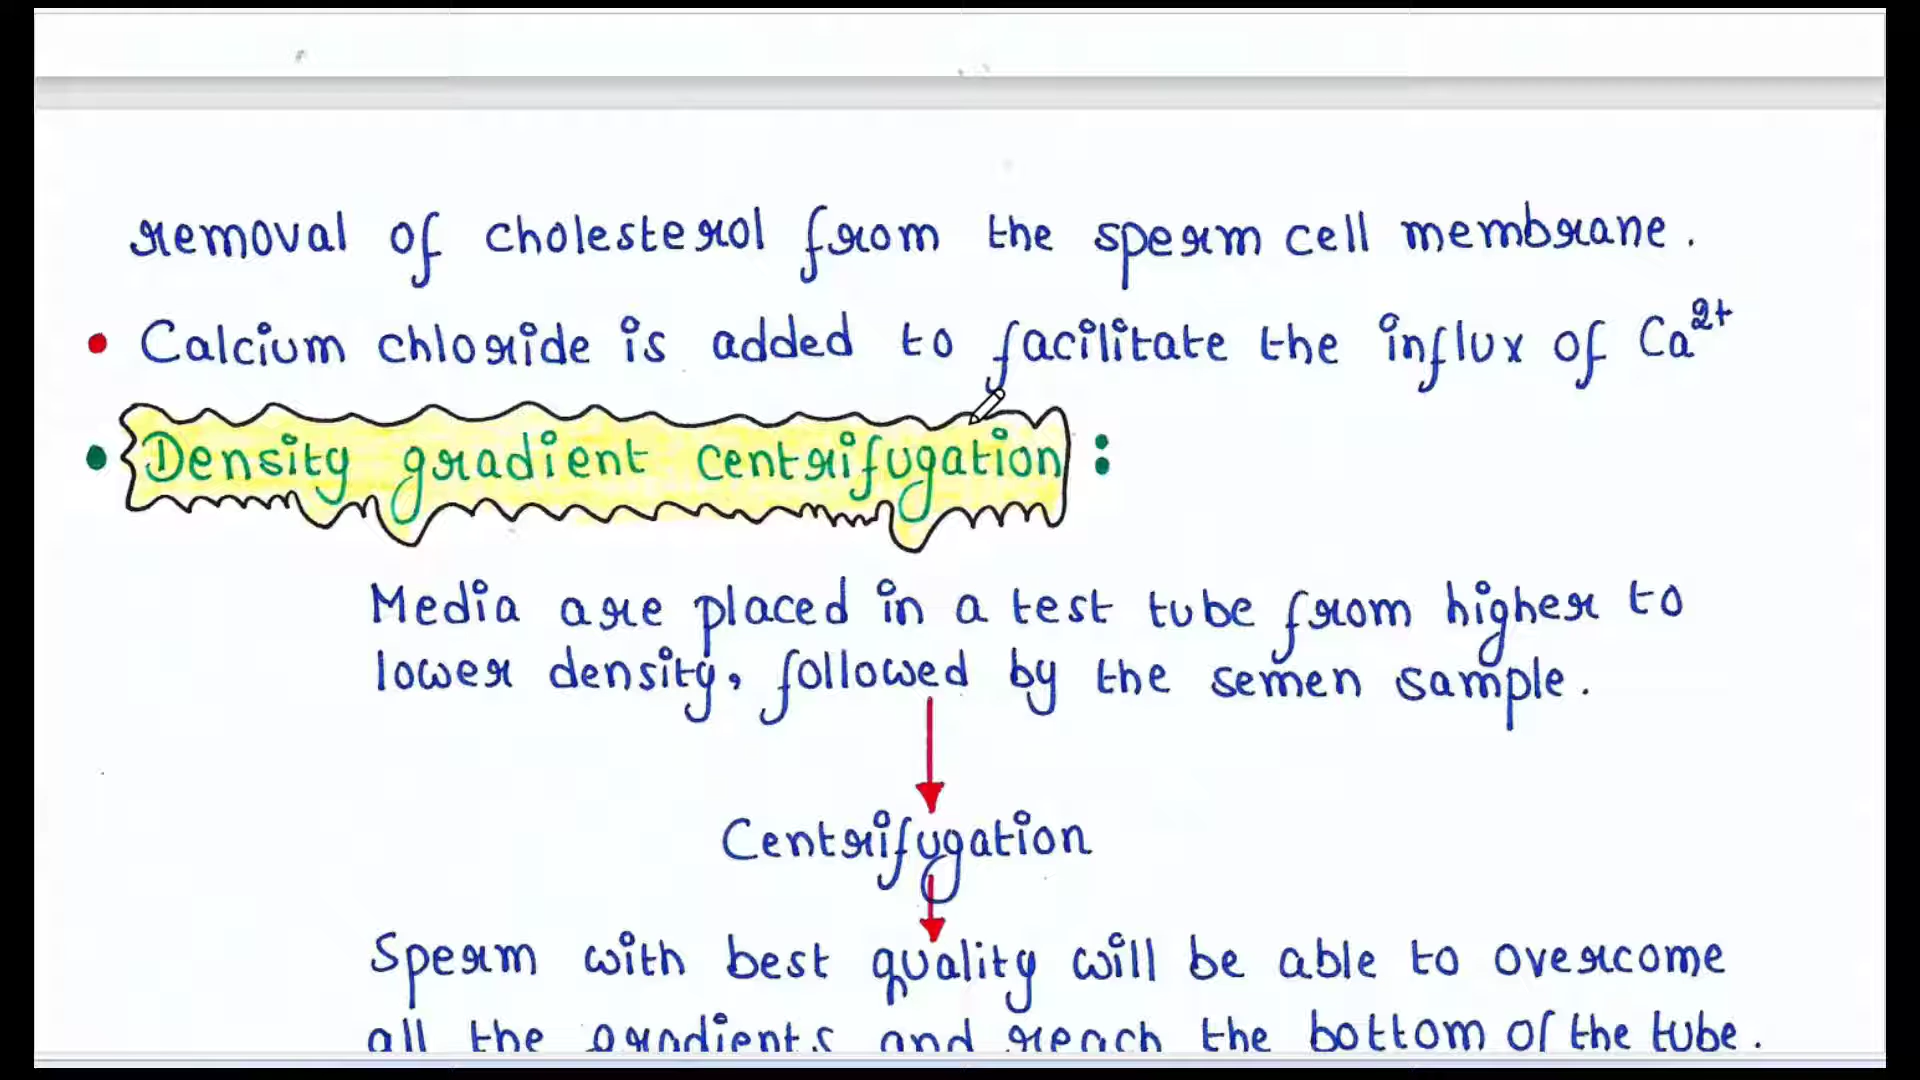 removal of cholesterol from the sperm cell membrane.
• Calcium chloride is added to facilitate the influx of Ca²⁺
• Density gradient centrifugation :
Media are placed in a test tube from higher to
lower density, followed by the semen sample.
Centrifugation
Sperm with best quality will be able to overcome
all the gradients and reach the bottom of the tube.